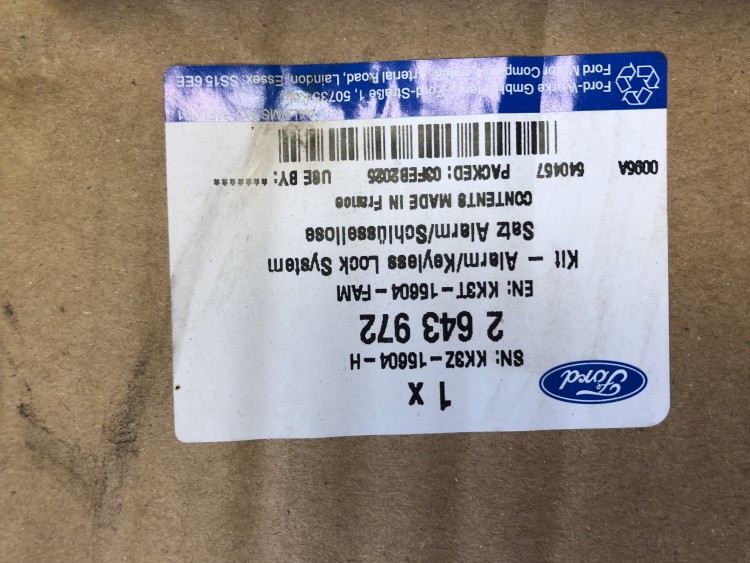 Ford
1 x
SN: KK3Z-15604-H
2 643 972
EN: KK3T-15604-FAM
Kit - Alarm/Keyless Lock System
Satz Alarm/Schlüssellose
CONTENTS MADE IN France
0095A 540457 PACKED: 03FEB2025 USE BY: ******
Ford-Werke GmbH, Henry-Ford-Straße 1, 50735
Ford Motor Company, Arterial Road, Laindon, Essex. SS15 6EE